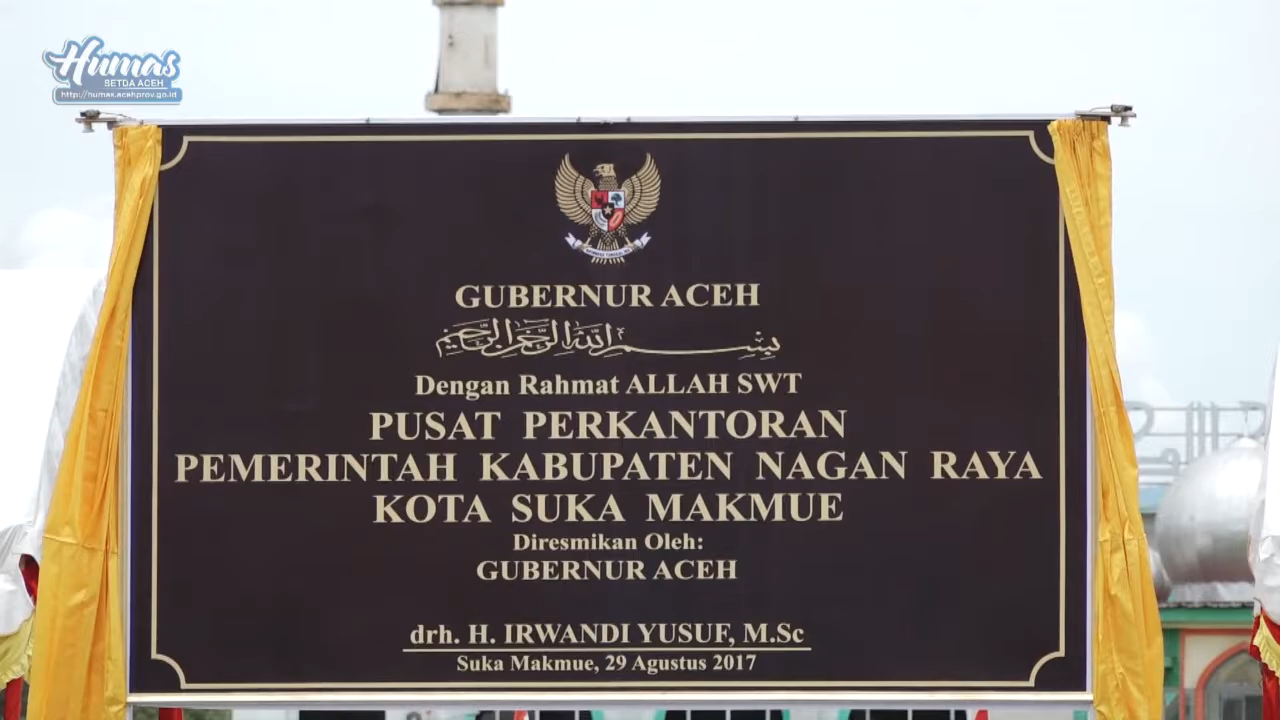 Humas
SETDA ACEH
http://humas.acehprov.go.id
GUBERNUR ACEH
بِسْمِ اللَّهِ الرَّحْمَٰنِ الرَّحِيمِ
Dengan Rahmat ALLAH SWT
PUSAT PERKANTORAN
PEMERINTAH KABUPATEN NAGAN RAYA
KOTA SUKA MAKMUE
Diresmikan Oleh:
GUBERNUR ACEH
drh. H. IRWANDI YUSUF, M.Sc
Suka Makmue, 29 Agustus 2017